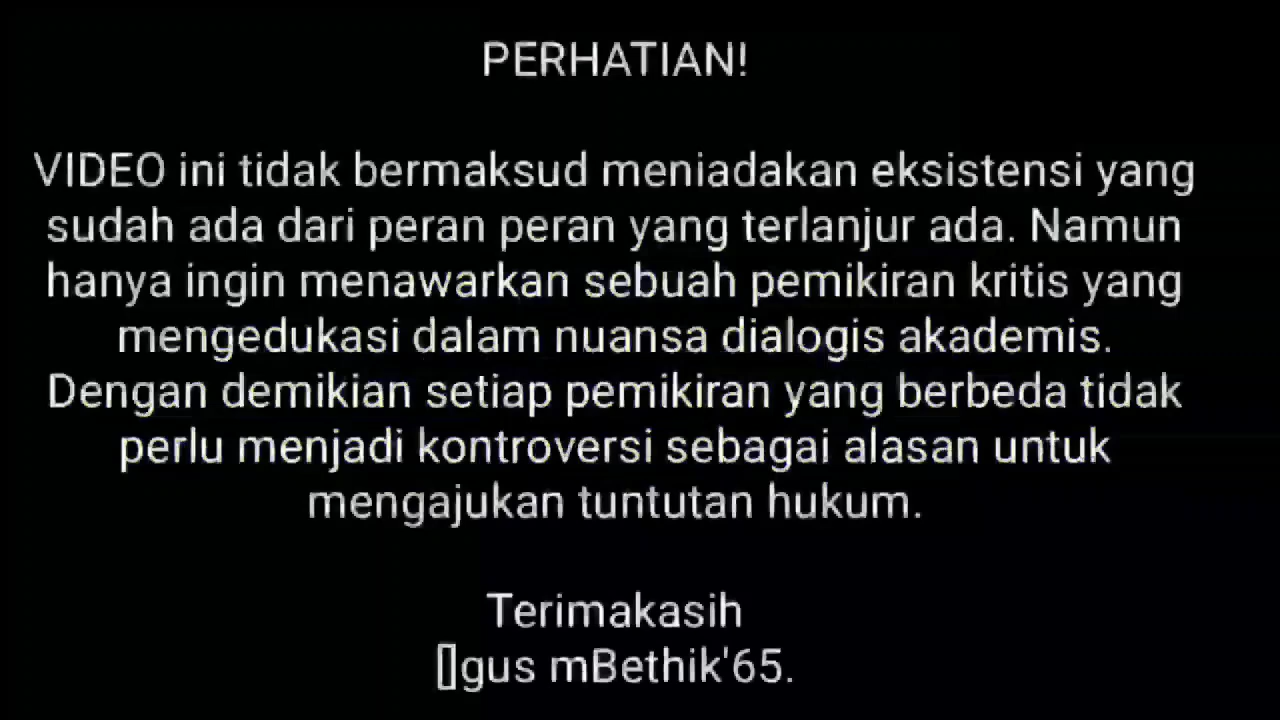 PERHATIAN!
VIDEO ini tidak bermaksud meniadakan eksistensi yang
sudah ada dari peran peran yang terlanjur ada. Namun
hanya ingin menawarkan sebuah pemikiran kritis yang
mengedukasi dalam nuansa dialogis akademis.
Dengan demikian setiap pemikiran yang berbeda tidak
perlu menjadi kontroversi sebagai alasan untuk
mengajukan tuntutan hukum.
Terimakasih
[]gus mBethik'65.